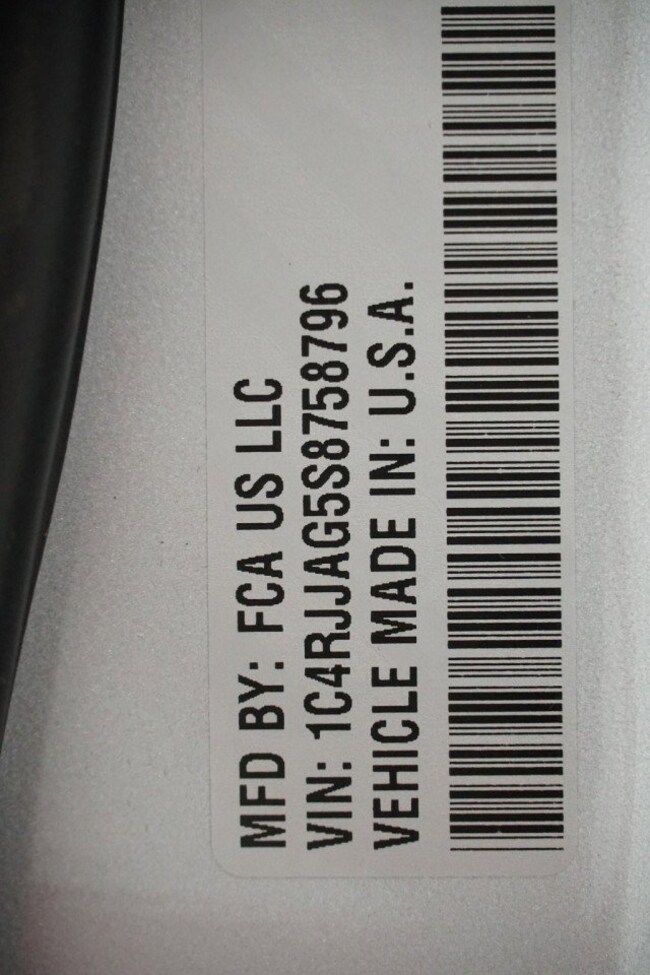 MFD BY: FCA US LLC
VIN: 1C4RJJAG5S8758796
VEHICLE MADE IN: U.S.A.